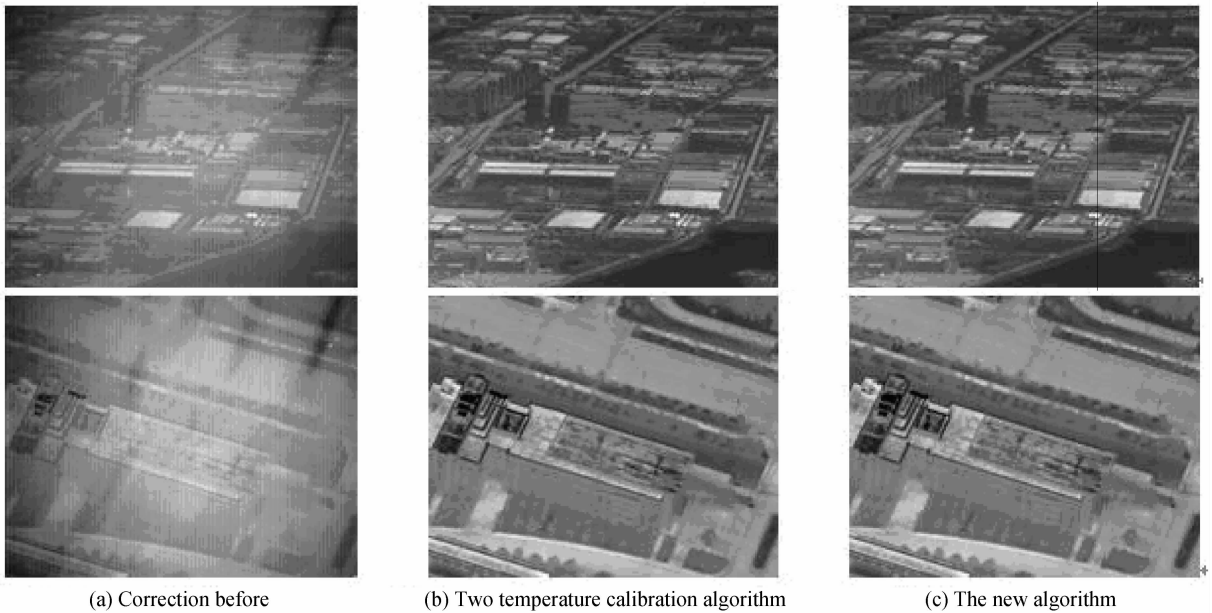 (a) Correction before
(b) Two temperature calibration algorithm
(c) The new algorithm